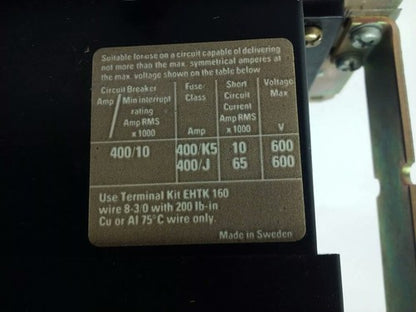 Suitable for use on a circuit capable of delivering
not more than the max. symmetrical amperes at
the max. voltage shown on the table below
Circuit Breaker Fuse Short Voltage
Amp / Min interrupt Class Circuit Max
rating Current
Amp RMS Amp RMS
x 1000 Amp x 1000 V
400/10 400/K5 10 600
400/J 65 600
Use Terminal Kit EHTK 160
wire 8-3/0 with 200 lb-in
Cu or Al 75°C wire only.
Made in Sweden